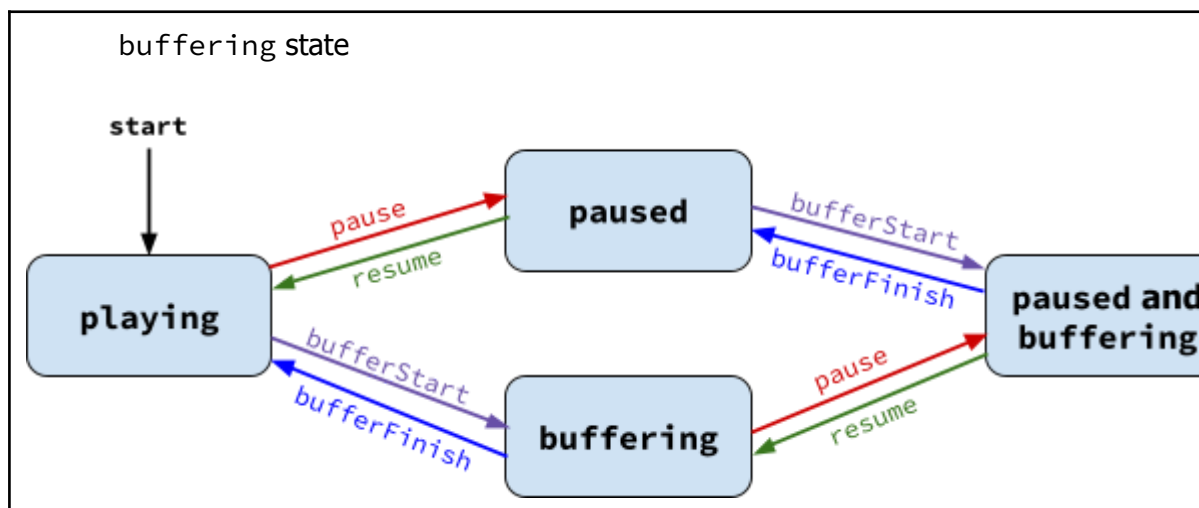 buffering state
start
pause
resume
paused
bufferStart
bufferFinish
playing
paused and
buffering
bufferStart
bufferFinish
buffering
pause
resume